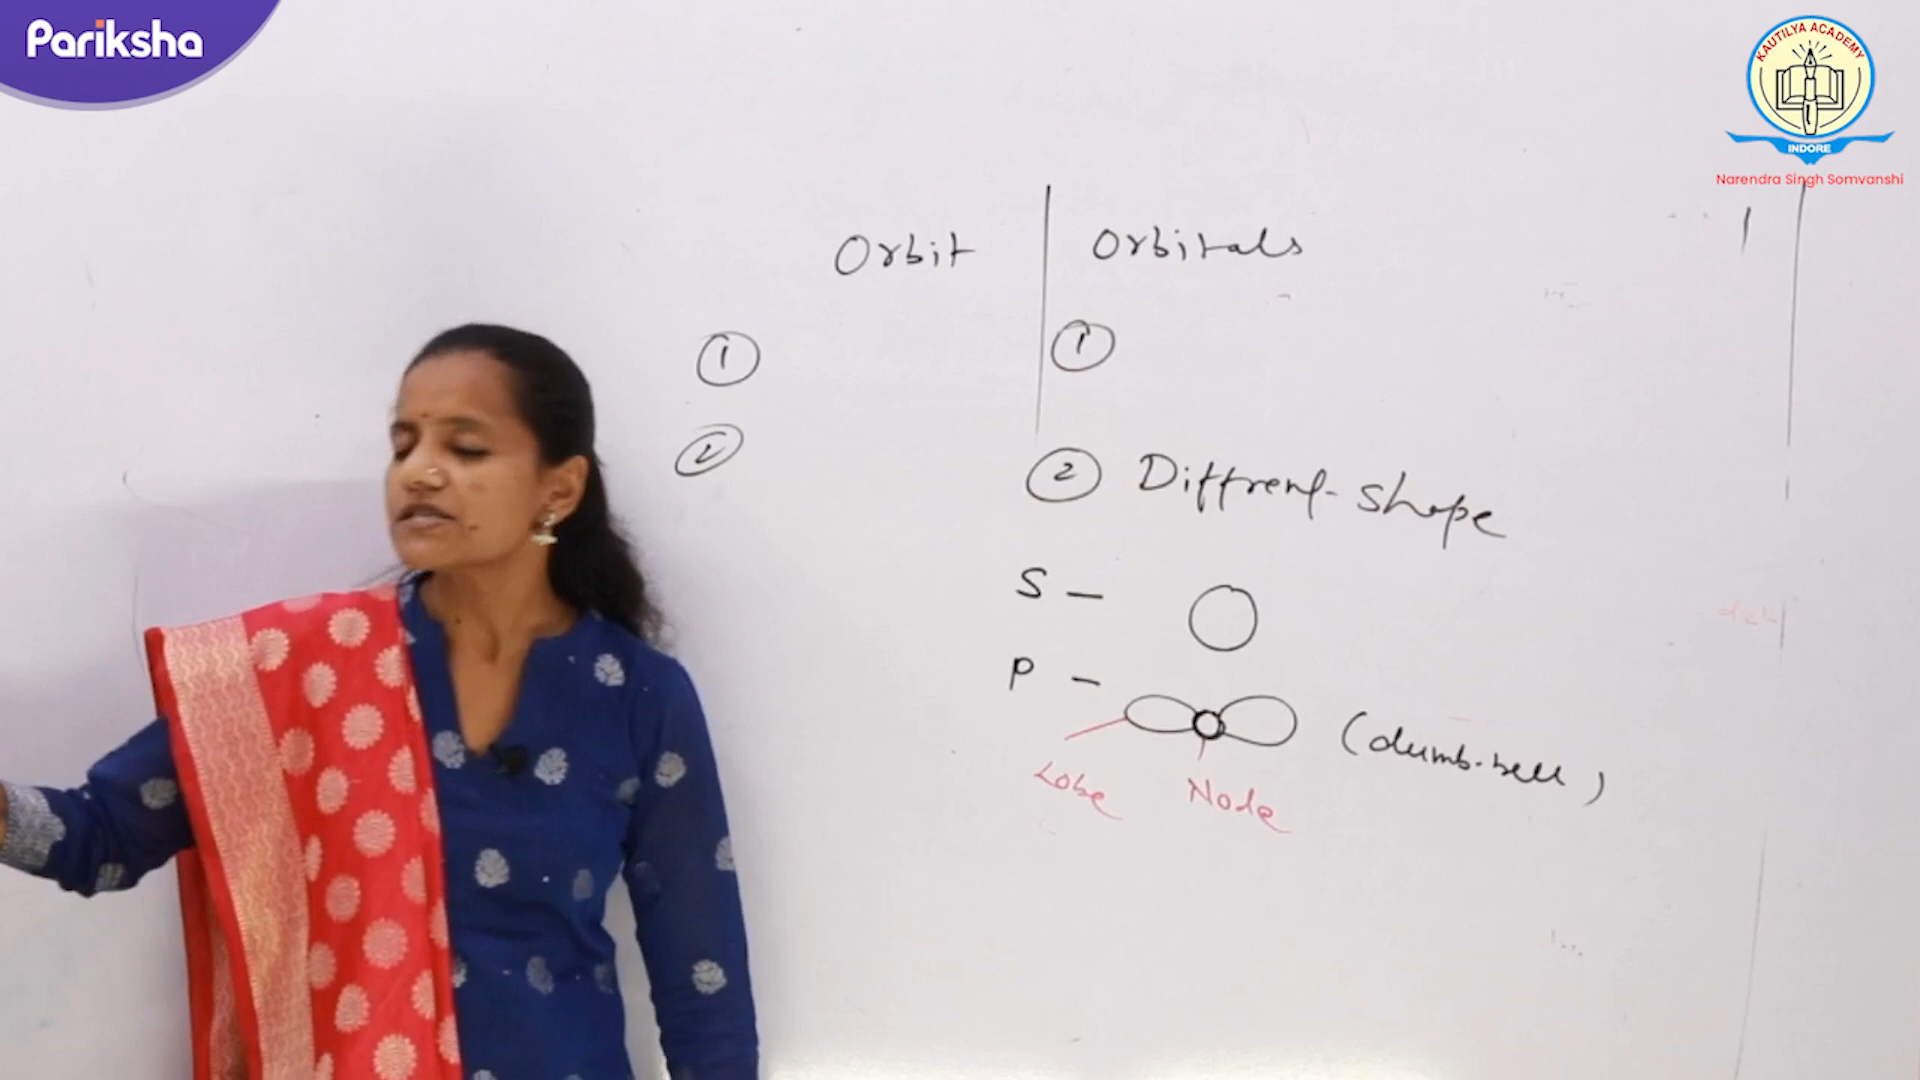 Pariksha
KAUTILYA ACADEMY
INDORE
Narendra Singh Somvanshi
Orbit
Orbitals
1
1
2
2 Diffrent-shape
S -
P -
(dumb-bell)
Lobe
Node